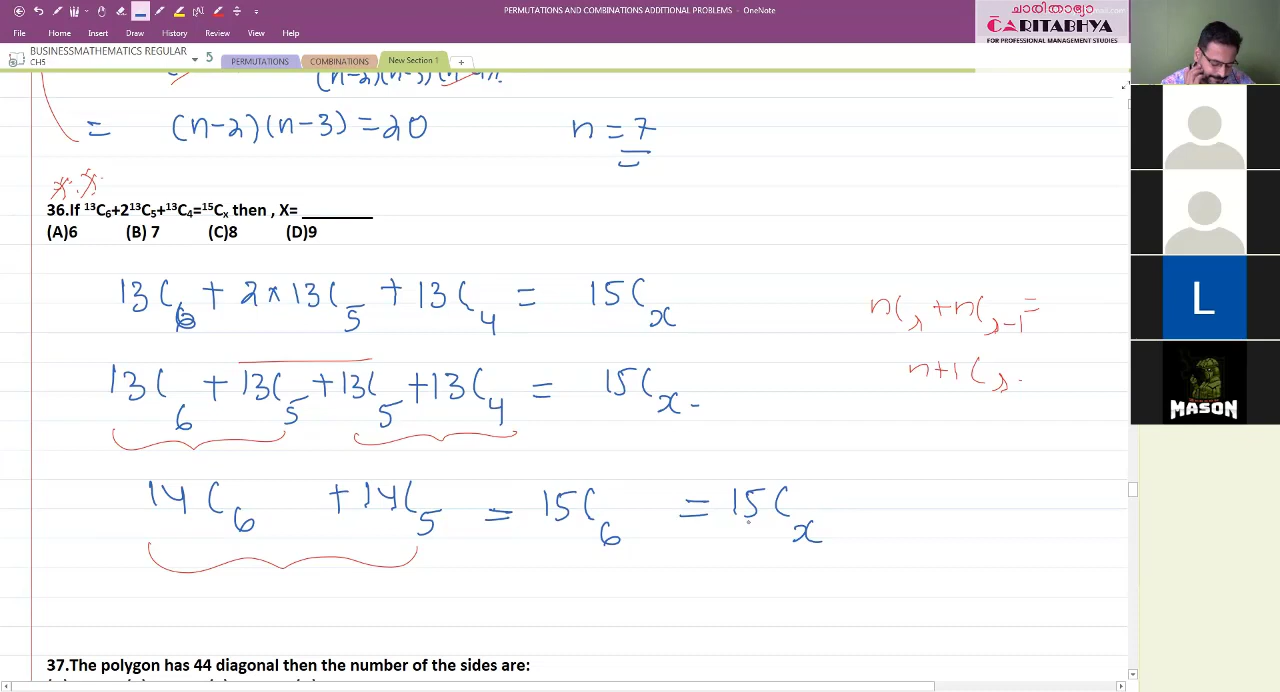 PERMUTATIONS AND COMBINATIONS ADDITIONAL PROBLEMS - OneNote
ചാരിതാഭ്യാ
CARITABHYA
FOR PROFESSIONAL MANAGEMENT STUDIES
File Home Insert Draw History Review View Help
BUSINESSMATHEMATICS REGULAR
CH5
PERMUTATIONS COMBINATIONS New Section 1
= (n-2)(n-3) = 20 n = 7
36.If ¹³C₆+2¹³C₅+¹³C₄=¹⁵Cₓ then , X= ________
(A)6 (B) 7 (C)8 (D)9
13C₆ + 2 × 13C₅ + 13C₄ = 15Cₓ
nCᵣ + nCᵣ₋₁ =
n+1Cᵣ.
13C₆ + 13C₅ + 13C₅ + 13C₄ = 15Cₓ
14C₆ + 14C₅ = 15C₆ = 15Cₓ
37.The polygon has 44 diagonal then the number of the sides are:
L
MASON